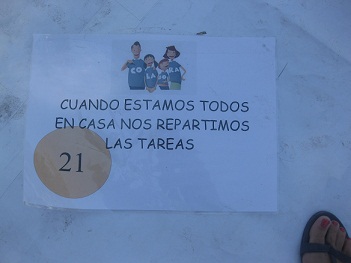 CUANDO ESTAMOS TODOS
EN CASA NOS REPARTIMOS
LAS TAREAS
21